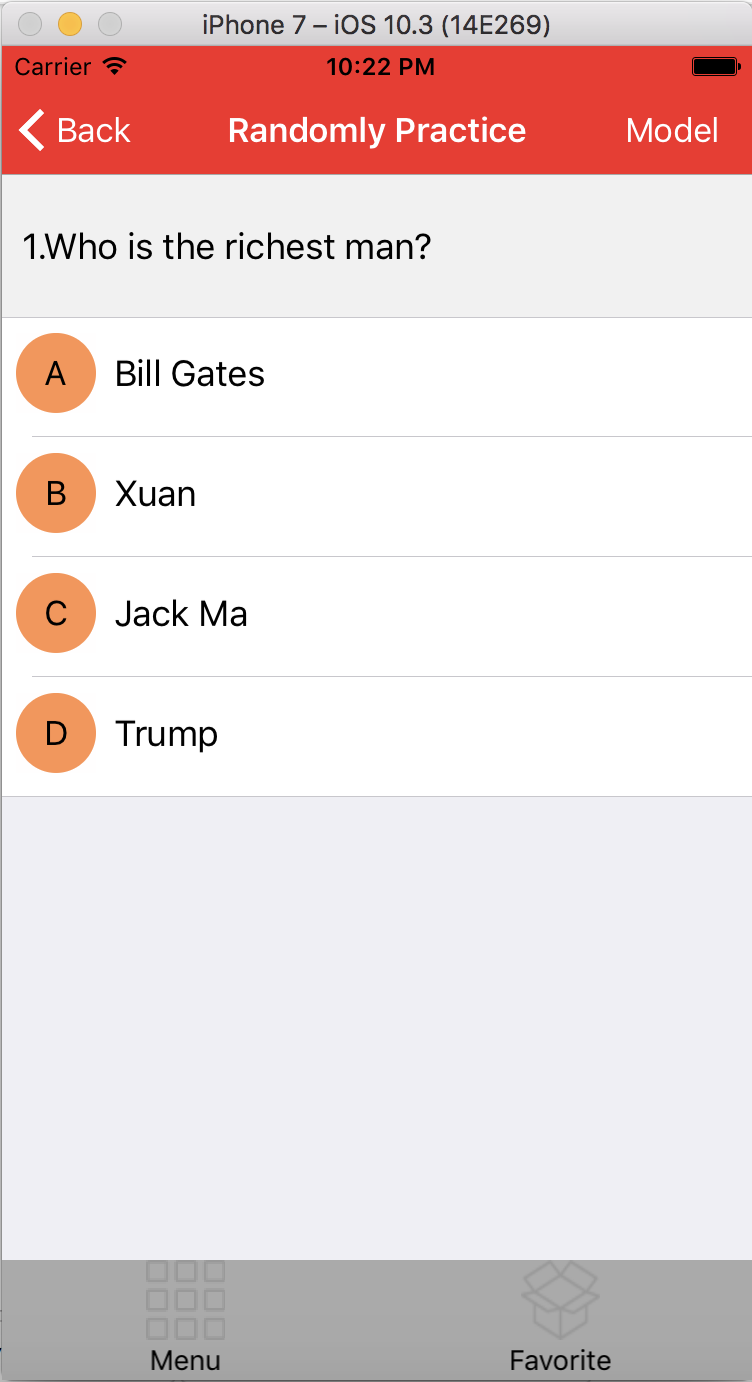 iPhone 7 – iOS 10.3 (14E269)
Carrier 10:22 PM
Back Randomly Practice Model
1.Who is the richest man?
A Bill Gates
B Xuan
C Jack Ma
D Trump
Menu Favorite